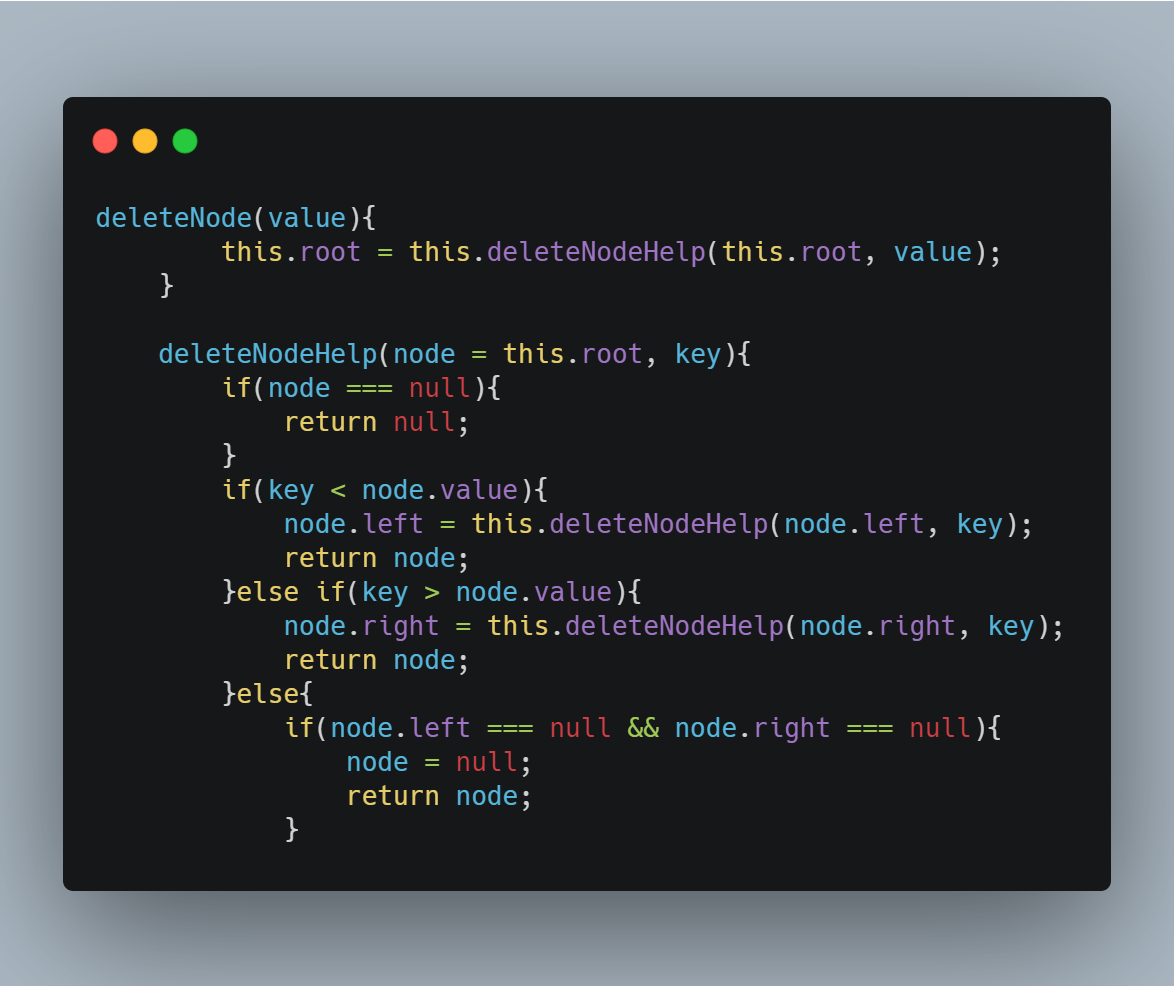 deleteNode(value){
        this.root = this.deleteNodeHelp(this.root, value);
    }

    deleteNodeHelp(node = this.root, key){
        if(node === null){
            return null;
        }
        if(key < node.value){
            node.left = this.deleteNodeHelp(node.left, key);
            return node;
        }else if(key > node.value){
            node.right = this.deleteNodeHelp(node.right, key);
            return node;
        }else{
            if(node.left === null && node.right === null){
                node = null;
                return node;
            }